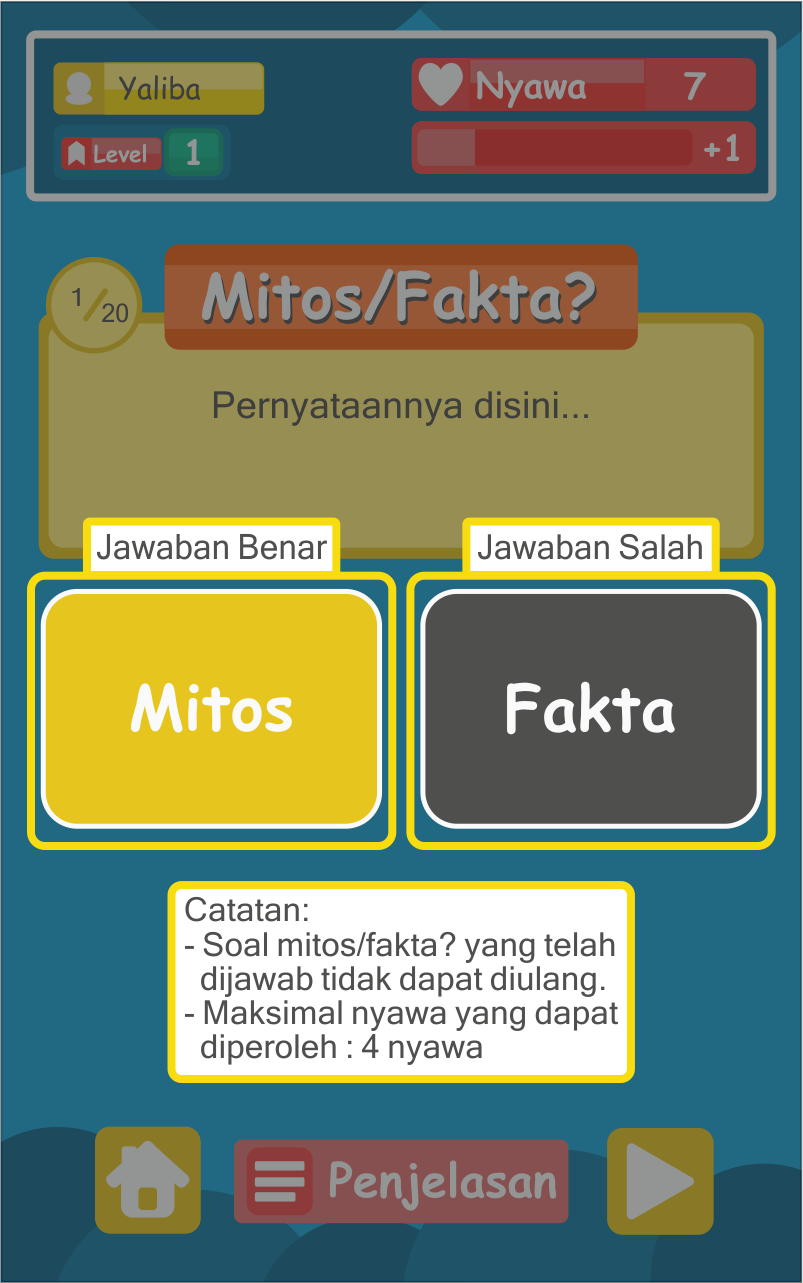 Yaliba
Nyawa 7
Level 1
+1
1/20
Mitos/Fakta?
Pernyataannya disini...
Jawaban Benar
Jawaban Salah
Mitos
Fakta
Catatan:
- Soal mitos/fakta? yang telah
dijawab tidak dapat diulang.
- Maksimal nyawa yang dapat
diperoleh : 4 nyawa
Penjelasan